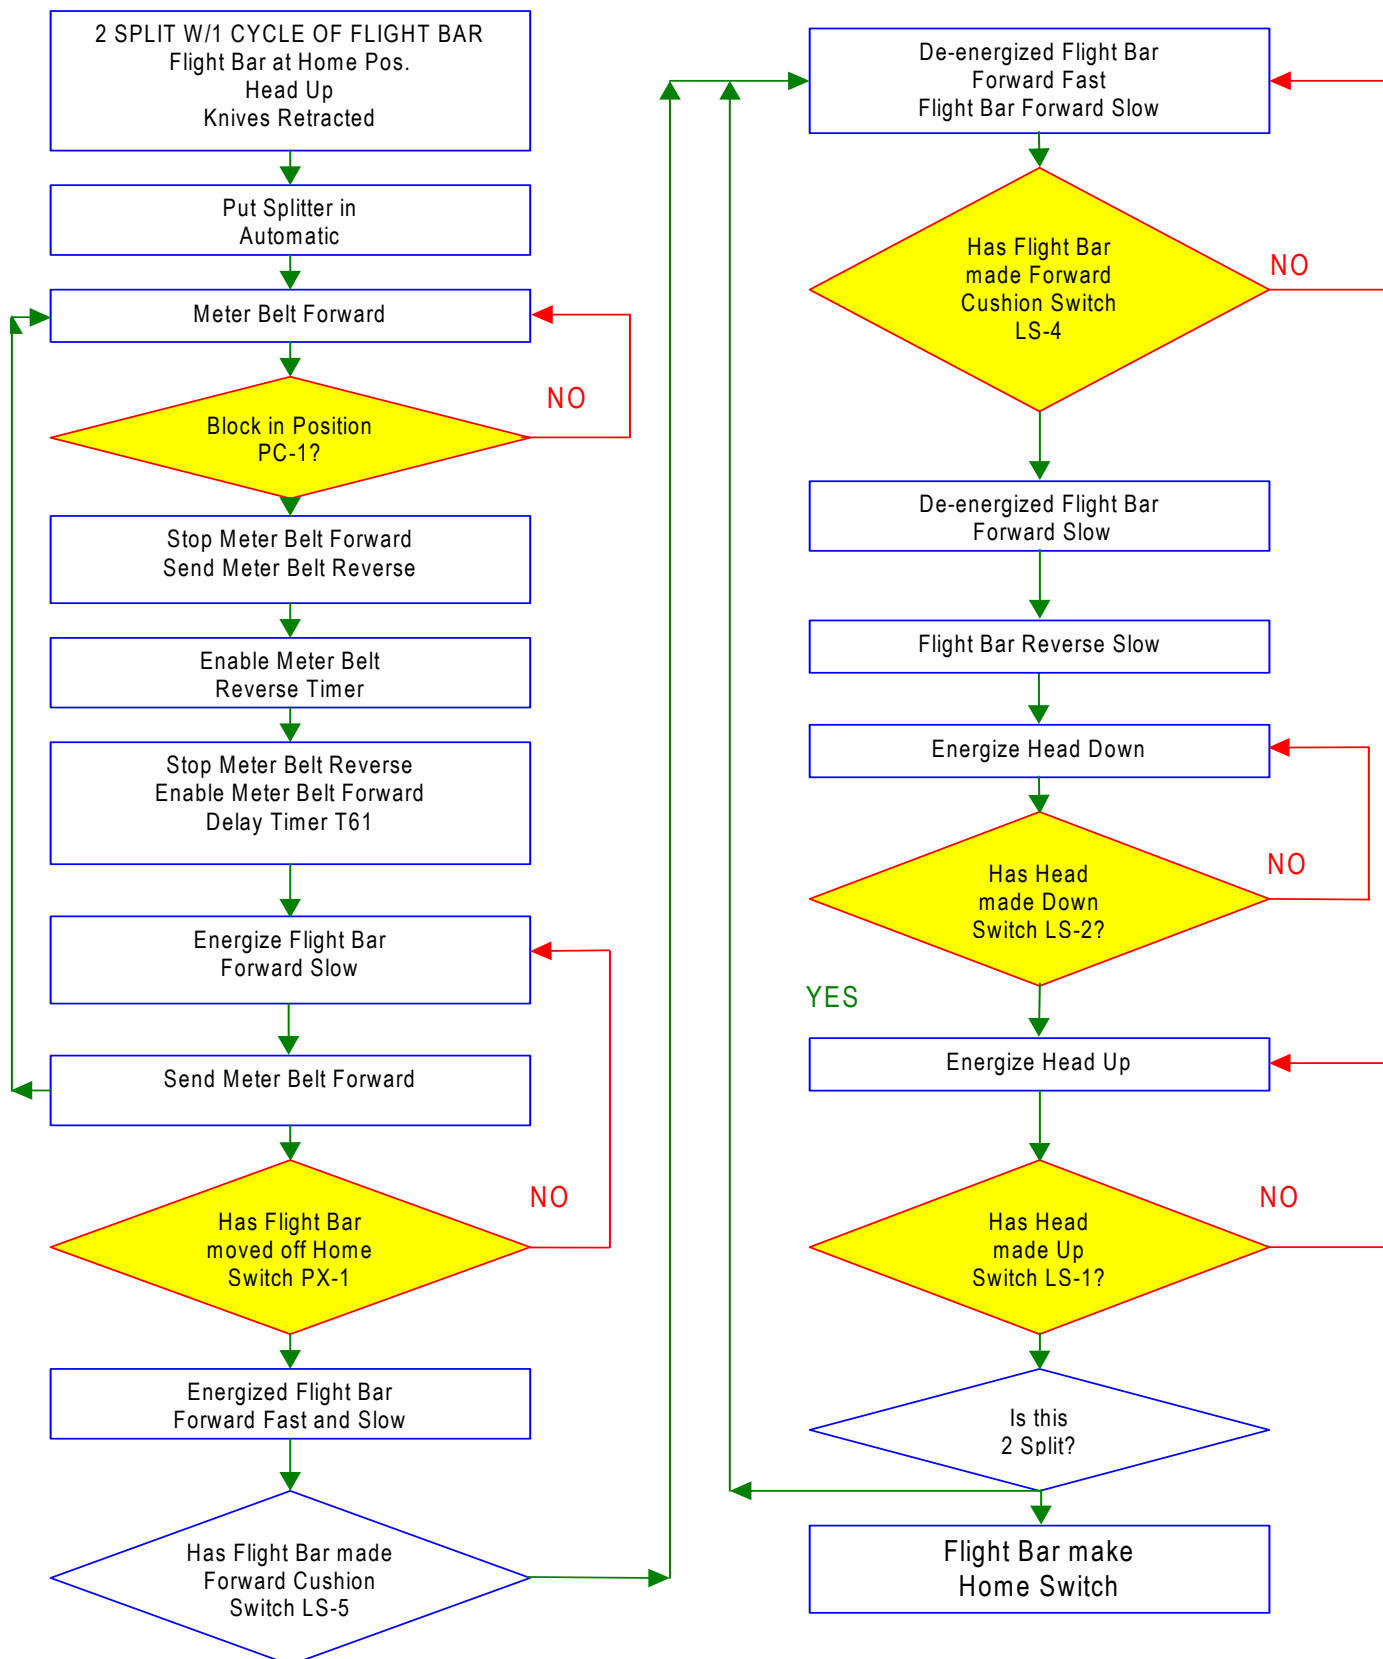 2 SPLIT W/1 CYCLE OF FLIGHT BAR
Flight Bar at Home Pos.
Head Up
Knives Retracted
Put Splitter in
Automatic
Meter Belt Forward
NO
Block in Position
PC-1?
Stop Meter Belt Forward
Send Meter Belt Reverse
Enable Meter Belt
Reverse Timer
Stop Meter Belt Reverse
Enable Meter Belt Forward
Delay Timer T61
Energize Flight Bar
Forward Slow
Send Meter Belt Forward
NO
Has Flight Bar
moved off Home
Switch PX-1
Energized Flight Bar
Forward Fast and Slow
Has Flight Bar made
Forward Cushion
Switch LS-5
De-energized Flight Bar
Forward Fast
Flight Bar Forward Slow
Has Flight Bar
made Forward
Cushion Switch
LS-4
NO
De-energized Flight Bar
Forward Slow
Flight Bar Reverse Slow
Energize Head Down
Has Head
made Down
Switch LS-2?
NO
YES
Energize Head Up
Has Head
made Up
Switch LS-1?
NO
Is this
2 Split?
Flight Bar make
Home Switch